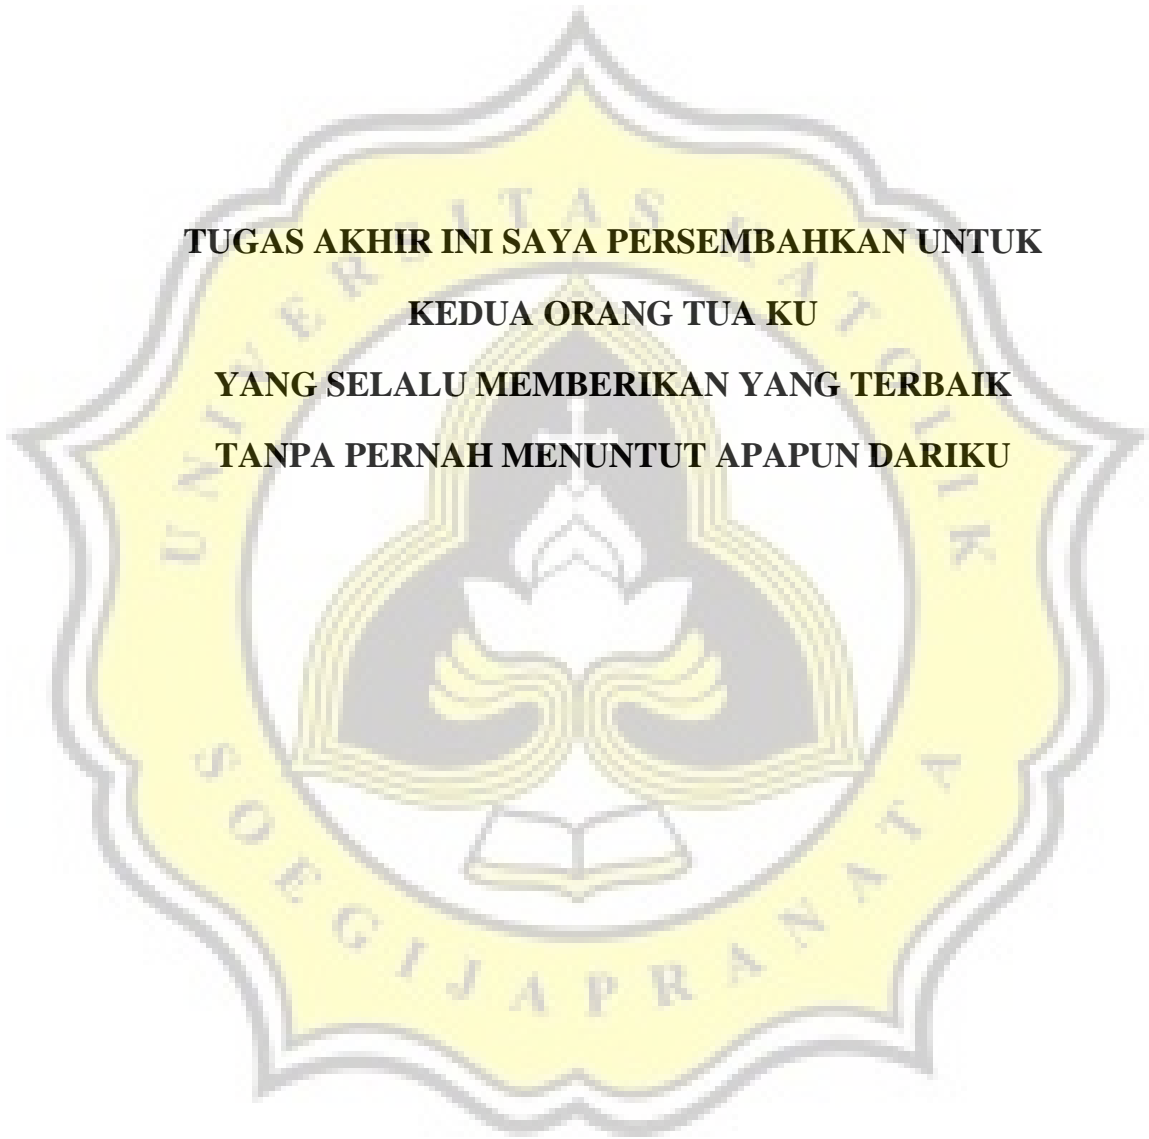 TUGAS AKHIR INI SAYA PERSEMBAHKAN UNTUK
KEDUA ORANG TUA KU
YANG SELALU MEMBERIKAN YANG TERBAIK
TANPA PERNAH MENUNTUT APAPUN DARIKU
UNIVERSITAS KATOLIK
SOEGIJAPRANATA